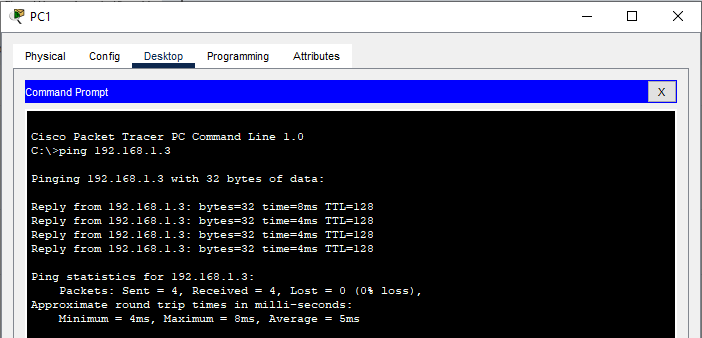 PC1
Physical Config Desktop Programming Attributes
Command Prompt X
Cisco Packet Tracer PC Command Line 1.0
C:\>ping 192.168.1.3
Pinging 192.168.1.3 with 32 bytes of data:
Reply from 192.168.1.3: bytes=32 time=8ms TTL=128
Reply from 192.168.1.3: bytes=32 time=4ms TTL=128
Reply from 192.168.1.3: bytes=32 time=4ms TTL=128
Reply from 192.168.1.3: bytes=32 time=4ms TTL=128
Ping statistics for 192.168.1.3:
Packets: Sent = 4, Received = 4, Lost = 0 (0% loss),
Approximate round trip times in milli-seconds:
Minimum = 4ms, Maximum = 8ms, Average = 5ms